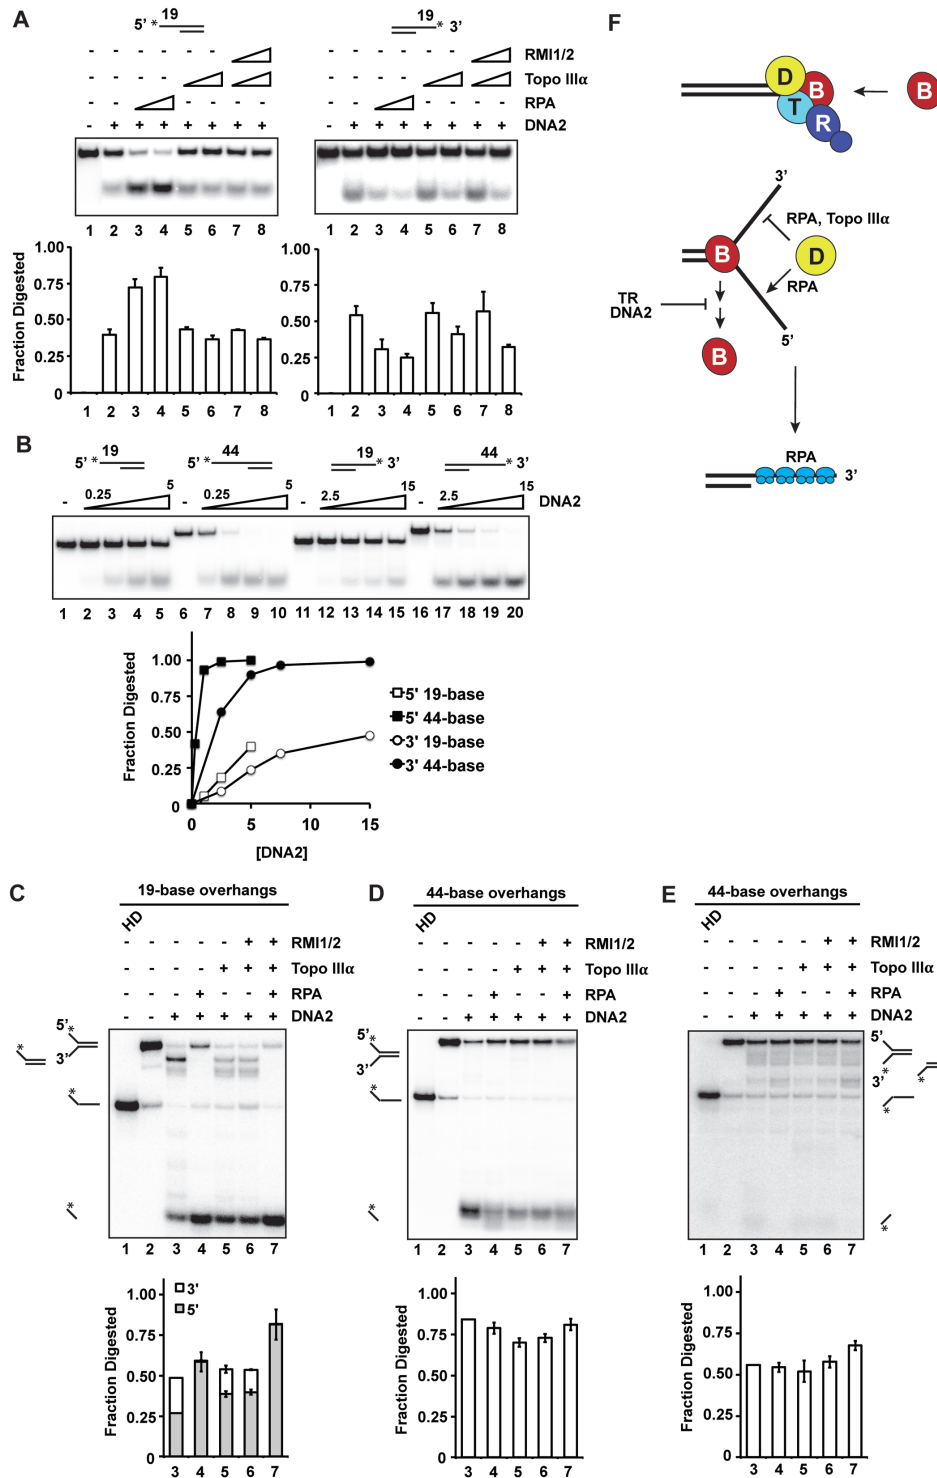 A
5' * 19
19 * 3'
- - - - - - RMI1/2
- - - - Topo IIIα
- - RPA
- + + + + + + + DNA2
- + + + + + + + DNA2
1 2 3 4 5 6 7 8
1 2 3 4 5 6 7 8
Fraction Digested
1.00
0.75
0.50
0.25
0
1 2 3 4 5 6 7 8
1.00
0.75
0.50
0.25
0
1 2 3 4 5 6 7 8
B
5' * 19
5' * 44
19 * 3'
44 * 3'
- 0.25 5 - 0.25 5 - 2.5 15 - 2.5 15 DNA2
1 2 3 4 5 6 7 8 9 10 11 12 13 14 15 16 17 18 19 20
Fraction Digested
1.00
0.75
0.50
0.25
0
0 5 10 15
[DNA2]
5' 19-base
5' 44-base
3' 19-base
3' 44-base
C
19-base overhangs
HD
- - - - - + + RMI1/2
- - - - + + + Topo IIIα
- - - + - - + RPA
- - + + + + + DNA2
5' *
3'
*
*
*
1 2 3 4 5 6 7
Fraction Digested
3'
5'
1.00
0.75
0.50
0.25
0
3 4 5 6 7
D
44-base overhangs
HD
- - - - - + + RMI1/2
- - - - + + + Topo IIIα
- - - + - - + RPA
- - + + + + + DNA2
5' *
3'
*
*
1 2 3 4 5 6 7
Fraction Digested
1.00
0.75
0.50
0.25
0
3 4 5 6 7
E
44-base overhangs
HD
- - - - - + + RMI1/2
- - - - + + + Topo IIIα
- - - + - - + RPA
- - + + + + + DNA2
5'
3' *
*
*
*
1 2 3 4 5 6 7
Fraction Digested
1.00
0.75
0.50
0.25
0
3 4 5 6 7
F
D
B
T
R
B
3'
RPA, Topo IIIα
B
D
RPA
TR
DNA2
5'
B
RPA
3'